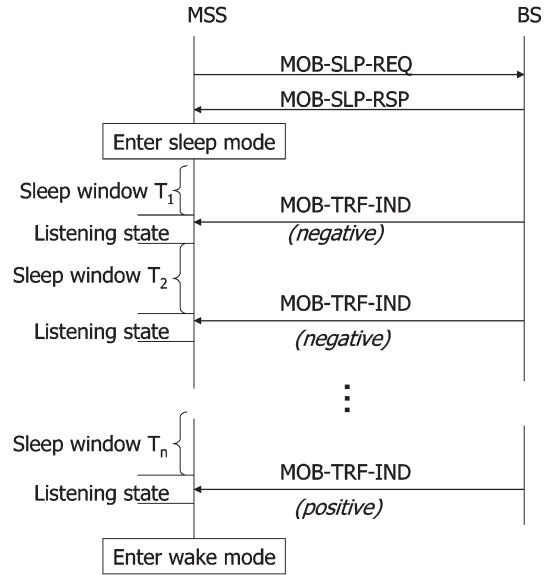 MSS BS
MOB-SLP-REQ
MOB-SLP-RSP
Enter sleep mode
Sleep window T1
MOB-TRF-IND
Listening state
(negative)
Sleep window T2
MOB-TRF-IND
Listening state
(negative)
Sleep window Tn
MOB-TRF-IND
Listening state
(positive)
Enter wake mode